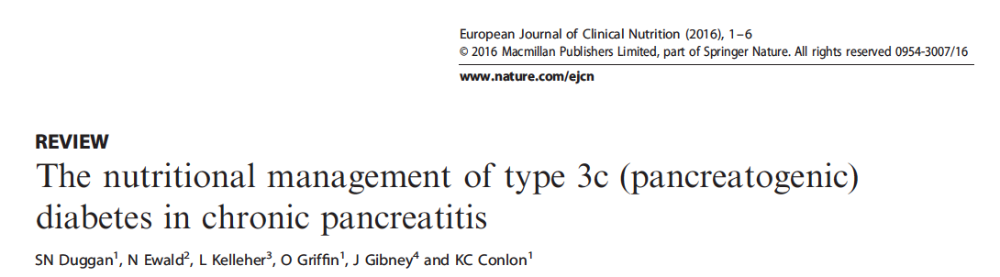 European Journal of Clinical Nutrition (2016), 1–6
© 2016 Macmillan Publishers Limited, part of Springer Nature. All rights reserved 0954-3007/16
www.nature.com/ejcn
REVIEW
The nutritional management of type 3c (pancreatogenic)
diabetes in chronic pancreatitis
SN Duggan¹, N Ewald², L Kelleher³, O Griffin¹, J Gibney⁴ and KC Conlon¹